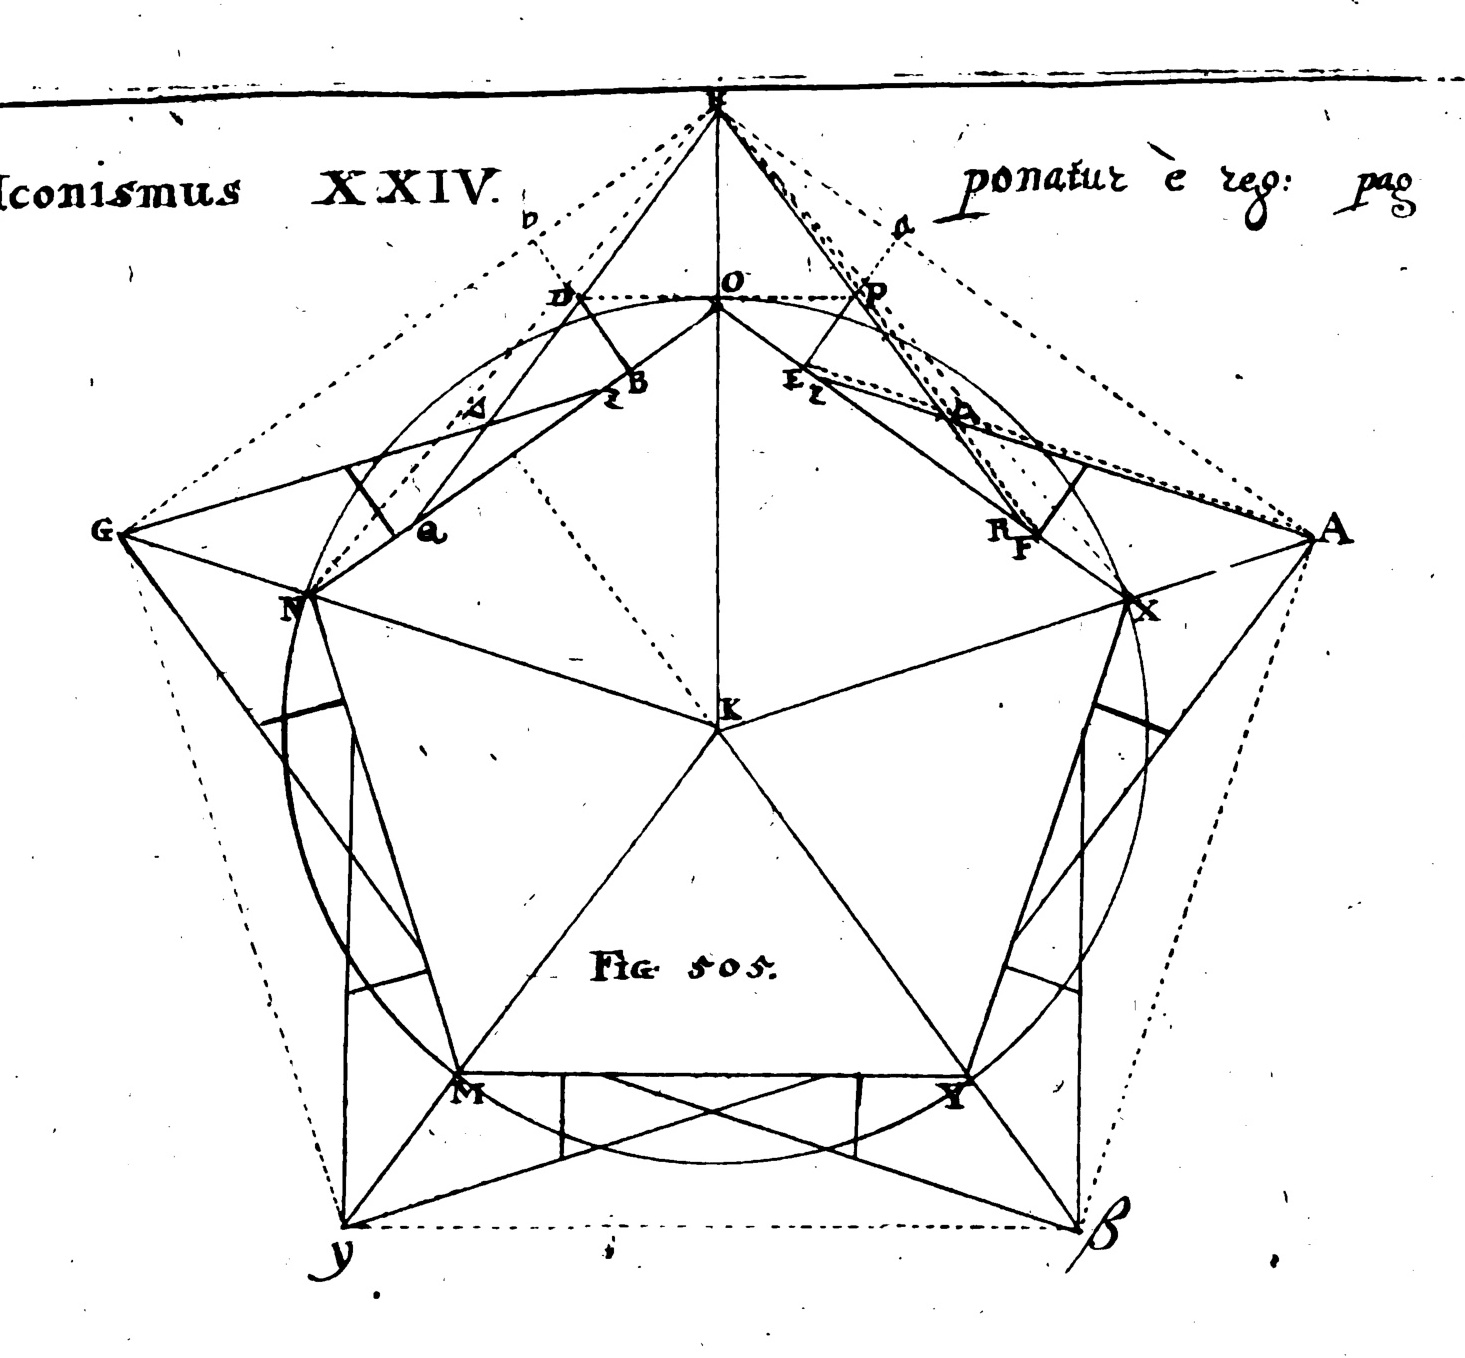 Iconismus XXIV. ponatur è reg: pag
D O P
B E Z
Z
G Q R F A
N X
K
Fig 505.
M Y
y β